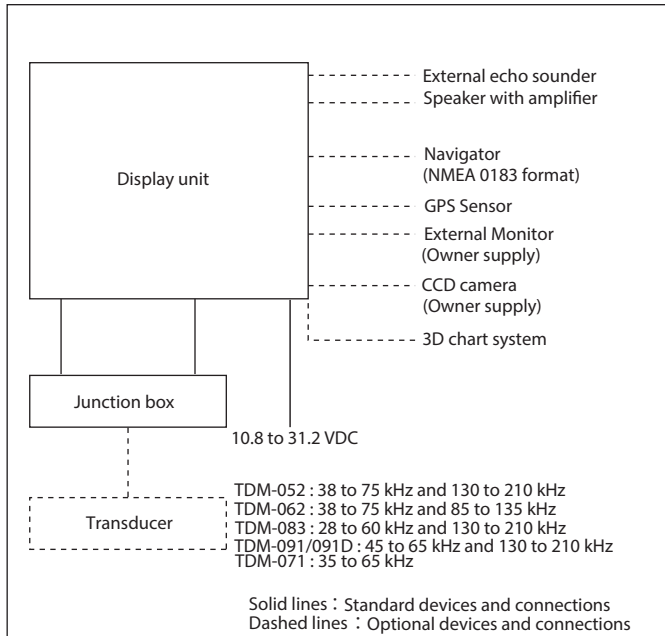 External echo sounder
Speaker with amplifier
Display unit
Navigator
(NMEA 0183 format)
GPS Sensor
External Monitor
(Owner supply)
CCD camera
(Owner supply)
3D chart system
Junction box
10.8 to 31.2 VDC
Transducer
TDM-052 : 38 to 75 kHz and 130 to 210 kHz
TDM-062 : 38 to 75 kHz and 85 to 135 kHz
TDM-083 : 28 to 60 kHz and 130 to 210 kHz
TDM-091/091D : 45 to 65 kHz and 130 to 210 kHz
TDM-071 : 35 to 65 kHz
Solid lines : Standard devices and connections
Dashed lines : Optional devices and connections